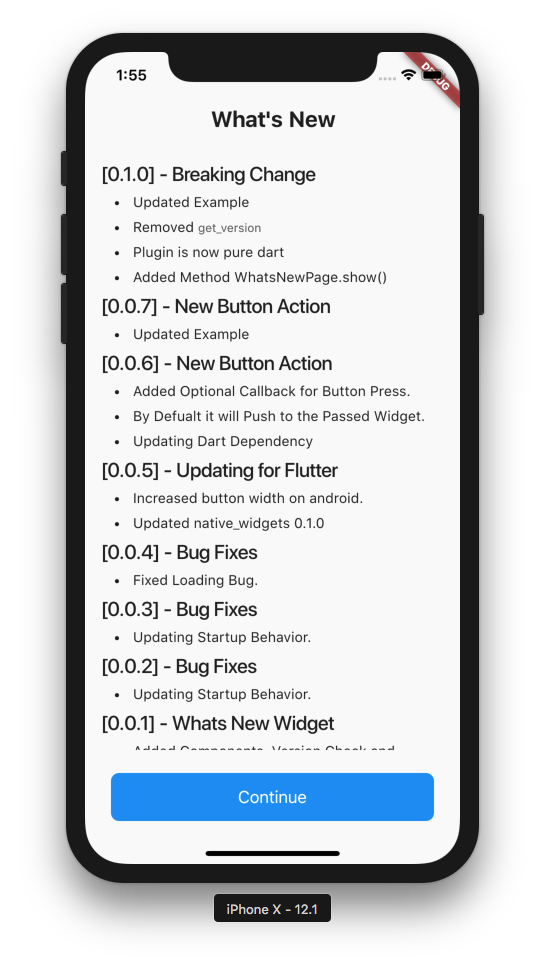 1:55
DEBUG
What's New
[0.1.0] - Breaking Change
• Updated Example
• Removed get_version
• Plugin is now pure dart
• Added Method WhatsNewPage.show()
[0.0.7] - New Button Action
• Updated Example
[0.0.6] - New Button Action
• Added Optional Callback for Button Press.
• By Defualt it will Push to the Passed Widget.
• Updating Dart Dependency
[0.0.5] - Updating for Flutter
• Increased button width on android.
• Updated native_widgets 0.1.0
[0.0.4] - Bug Fixes
• Fixed Loading Bug.
[0.0.3] - Bug Fixes
• Updating Startup Behavior.
[0.0.2] - Bug Fixes
• Updating Startup Behavior.
[0.0.1] - Whats New Widget
Added Components, Version Check and
Continue
iPhone X - 12.1